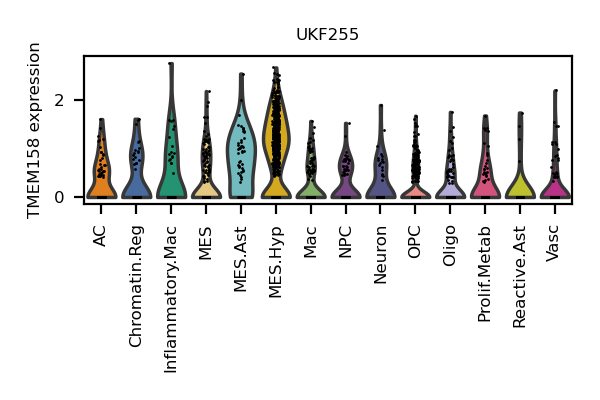 UKF255
TMEM158 expression
2
0
AC
Chromatin.Reg
Inflammatory.Mac
MES
MES.Ast
MES.Hyp
Mac
NPC
Neuron
OPC
Oligo
Prolif.Metab
Reactive.Ast
Vasc